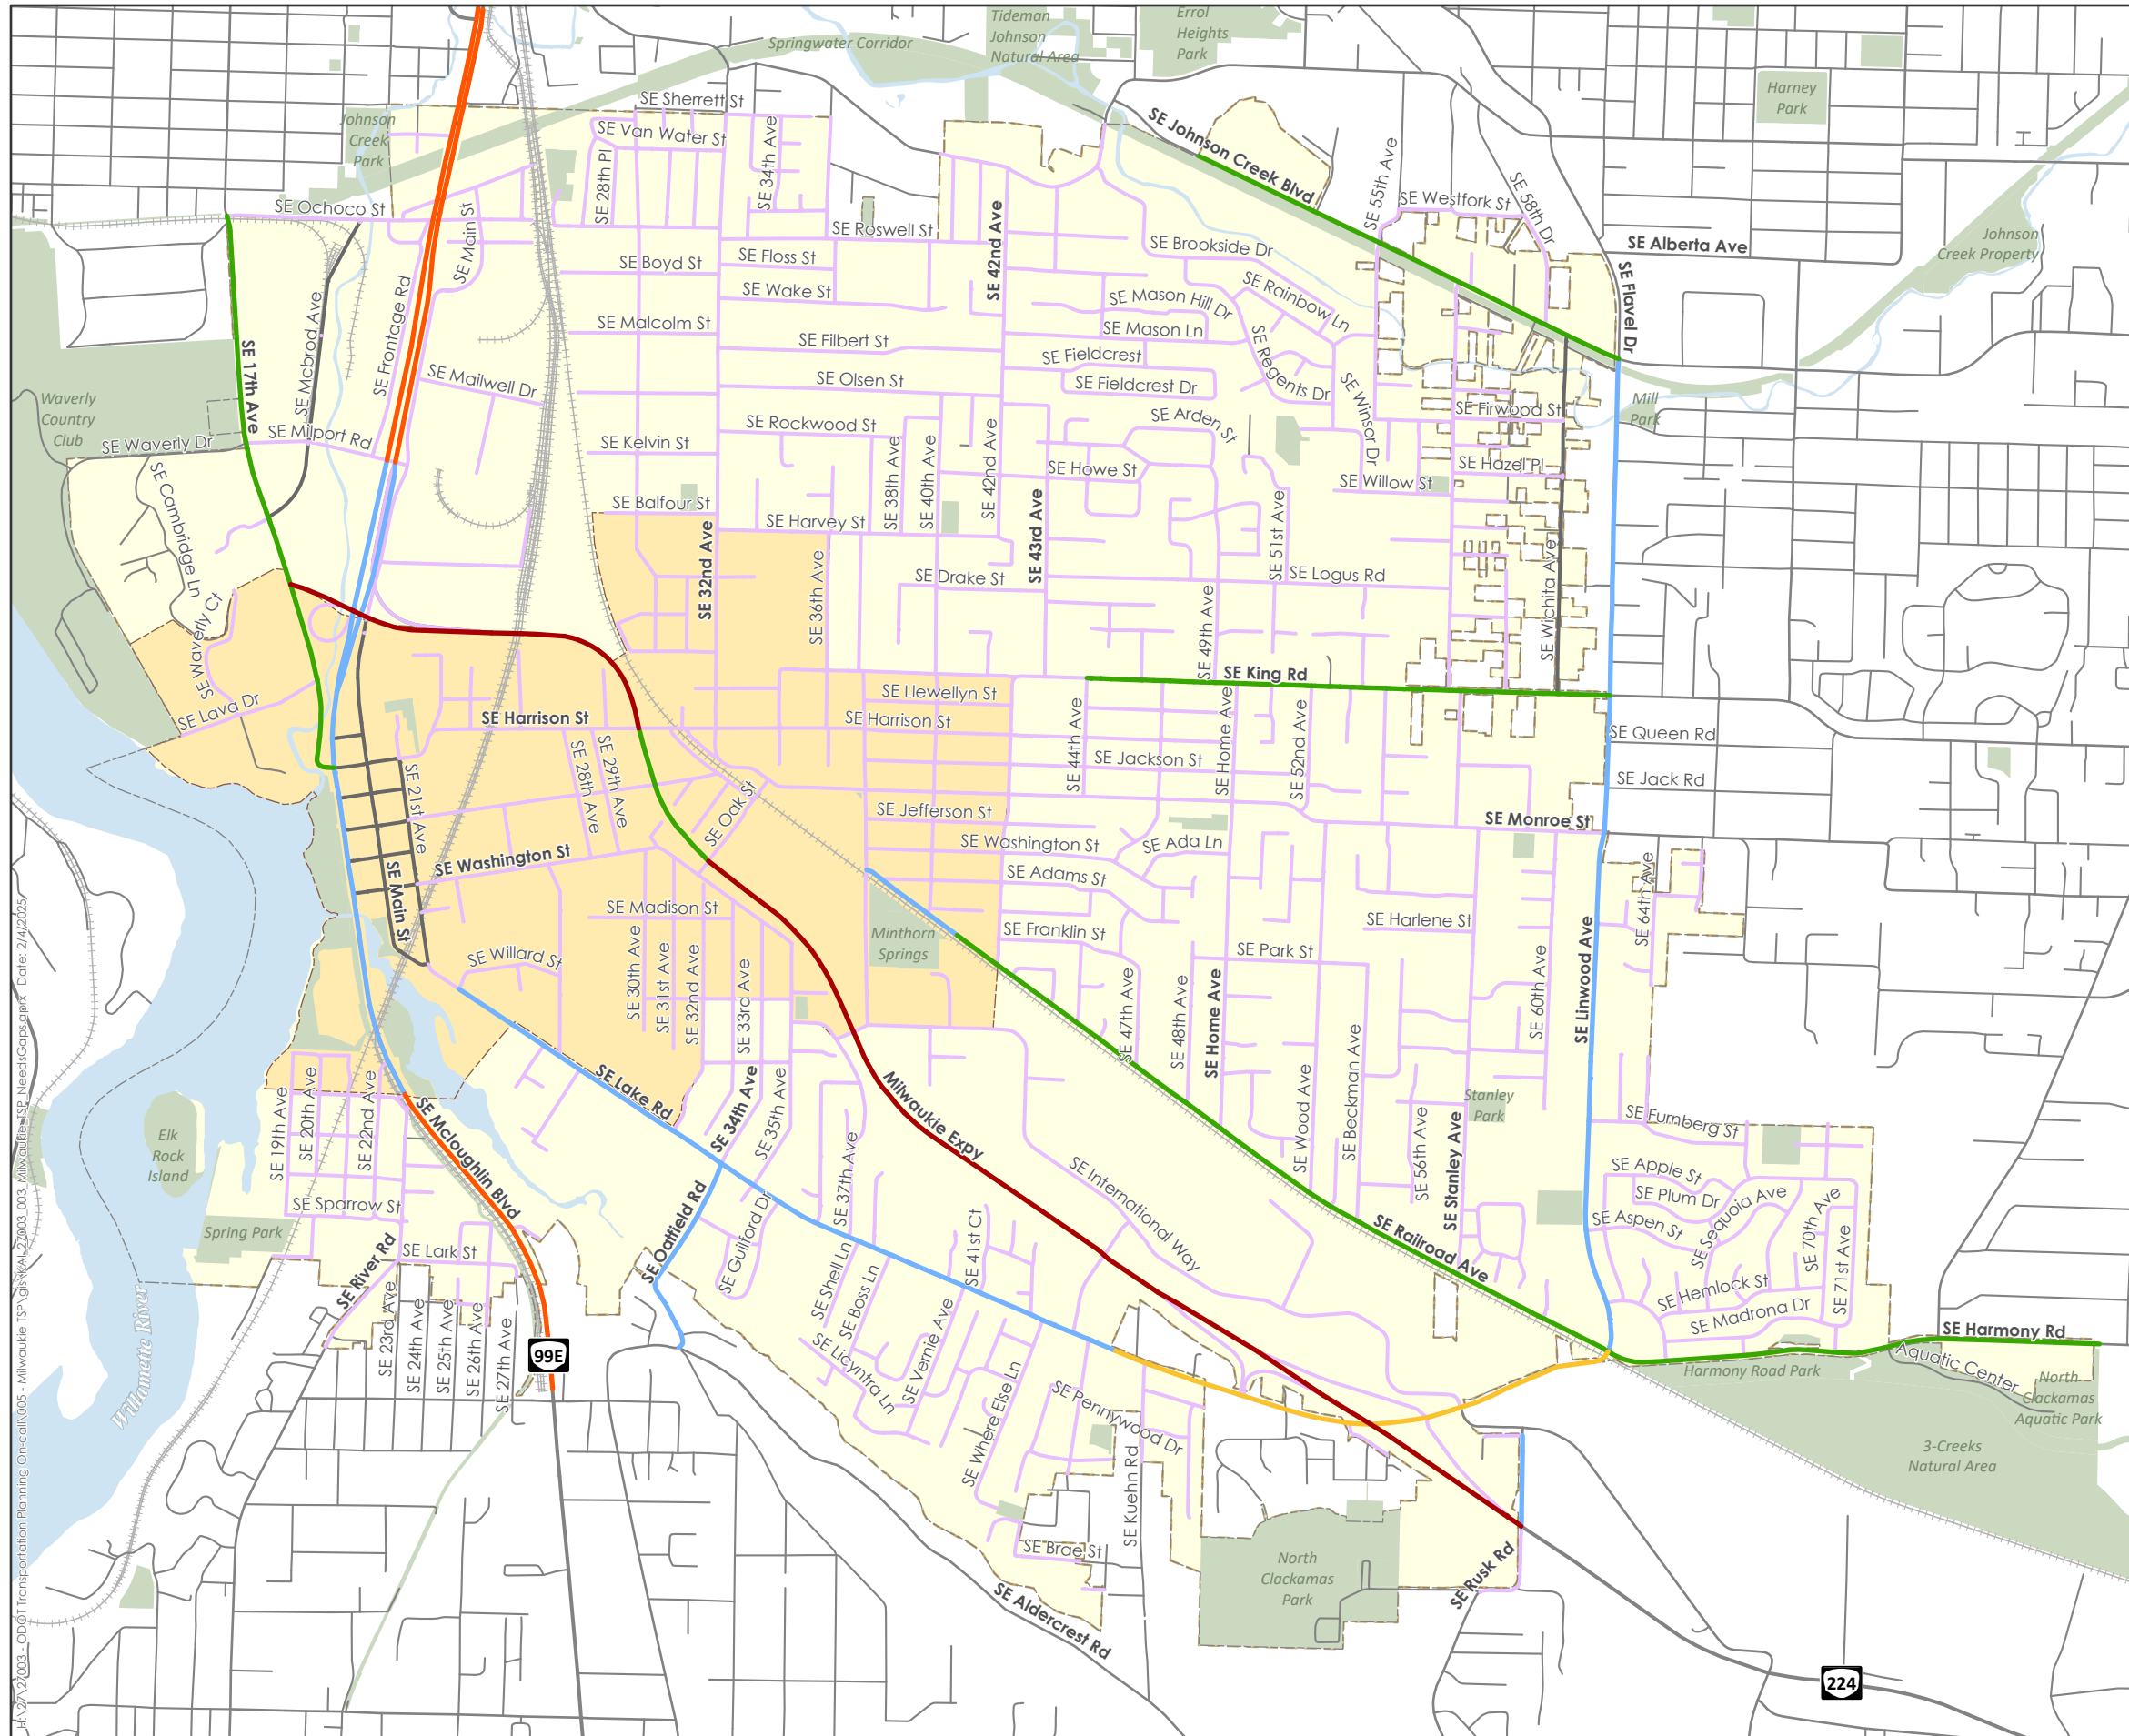 Tideman
Johnson
Natural Area
Errol
Heights
Park
Springwater Corridor
Harney
Park
SE Sherrett St
Johnson
Creek
Park
SE Van Water St
SE 28th Pl
SE 34th Ave
SE Johnson Creek Blvd
SE 55th Ave
SE Westfork St
SE 58th Dr
SE Ochoco St
SE Main St
SE Roswell St
SE 42nd Ave
SE Brookside Dr
SE Alberta Ave
Johnson
Creek Property
SE Flavel Dr
SE Boyd St
SE Floss St
SE Wake St
SE Mason Hill Dr
SE Rainbow Ln
SE Mcbrod Ave
SE Frontage Rd
SE Malcolm St
SE Mason Ln
SE Filbert St
SE Fieldcrest
SE Regents Dr
SE 17th Ave
SE Mailwell Dr
SE Olsen St
SE Fieldcrest Dr
SE Winsor Dr
Waverly
Country
Club
SE Milport Rd
SE Waverly Dr
SE Rockwood St
SE Arden St
SE Firwood St
Mill
Park
SE Kelvin St
SE 38th Ave
SE 40th Ave
SE 42nd Ave
SE Howe St
SE Hazel Pl
SE Willow St
SE Cambridge Ln
SE Balfour St
SE Harvey St
SE 32nd Ave
SE 43rd Ave
SE 51st Ave
SE 36th Ave
SE Drake St
SE Logus Rd
SE Wichita Ave
SE Waverly Ct
SE 49th Ave
SE King Rd
SE Lava Dr
SE Llewellyn St
SE Harrison St
SE Harrison St
SE 44th Ave
SE Home Ave
SE 52nd Ave
SE Queen Rd
SE Jackson St
SE Jack Rd
SE 28th Ave
SE 29th Ave
SE 21st Ave
SE Oak St
SE Jefferson St
SE Monroe St
SE Washington St
SE Washington St
SE Ada Ln
SE Main St
SE Adams St
SE 64th Ave
SE Madison St
SE Harlene St
Minthorn
Springs
SE Franklin St
SE Park St
SE Willard St
SE 30th Ave
SE 31st Ave
SE 32nd Ave
SE 33rd Ave
SE 47th Ave
SE 48th Ave
SE Home Ave
SE 60th Ave
SE Linwood Ave
SE Lake Rd
SE 34th Ave
SE 35th Ave
Milwaukie Expy
SE Wood Ave
SE Beckman Ave
Stanley
Park
SE 19th Ave
SE 20th Ave
SE 22nd Ave
SE Mcloughlin Blvd
Elk
Rock
Island
SE 37th Ave
SE 56th Ave
SE Stanley Ave
SE Furnberg St
SE Apple St
SE Plum Dr
SE Aspen St
SE Sequoia Ave
SE 70th Ave
SE 71st Ave
SE Sparrow St
Spring Park
SE River Rd
SE Lark St
SE Oatfield Rd
SE Guilford Dr
SE International Way
SE Railroad Ave
SE Shell Ln
SE Boss Ln
SE 41st Ct
SE Hemlock St
SE Madrona Dr
SE Harmony Rd
SE 23rd Ave
SE 24th Ave
SE 25th Ave
SE 26th Ave
SE 27th Ave
99E
SE Licyntra Ln
SE Vernie Ave
SE Where Else Ln
SE Pennywood Dr
Harmony Road Park
Aquatic Center
North
Clackamas
Aquatic Park
3-Creeks
Natural Area
Willamette River
SE Kuehn Rd
SE Brae St
North
Clackamas
Park
SE Rusk Rd
SE Aldercrest Rd
224
H:\27\27003 - ODOT Transportation Planning On-call\005 - Milwaukie TSP\gis\KAI_27003_003_Milwaukie_TSP_NeedsGaps.aprx Date: 2/4/2025